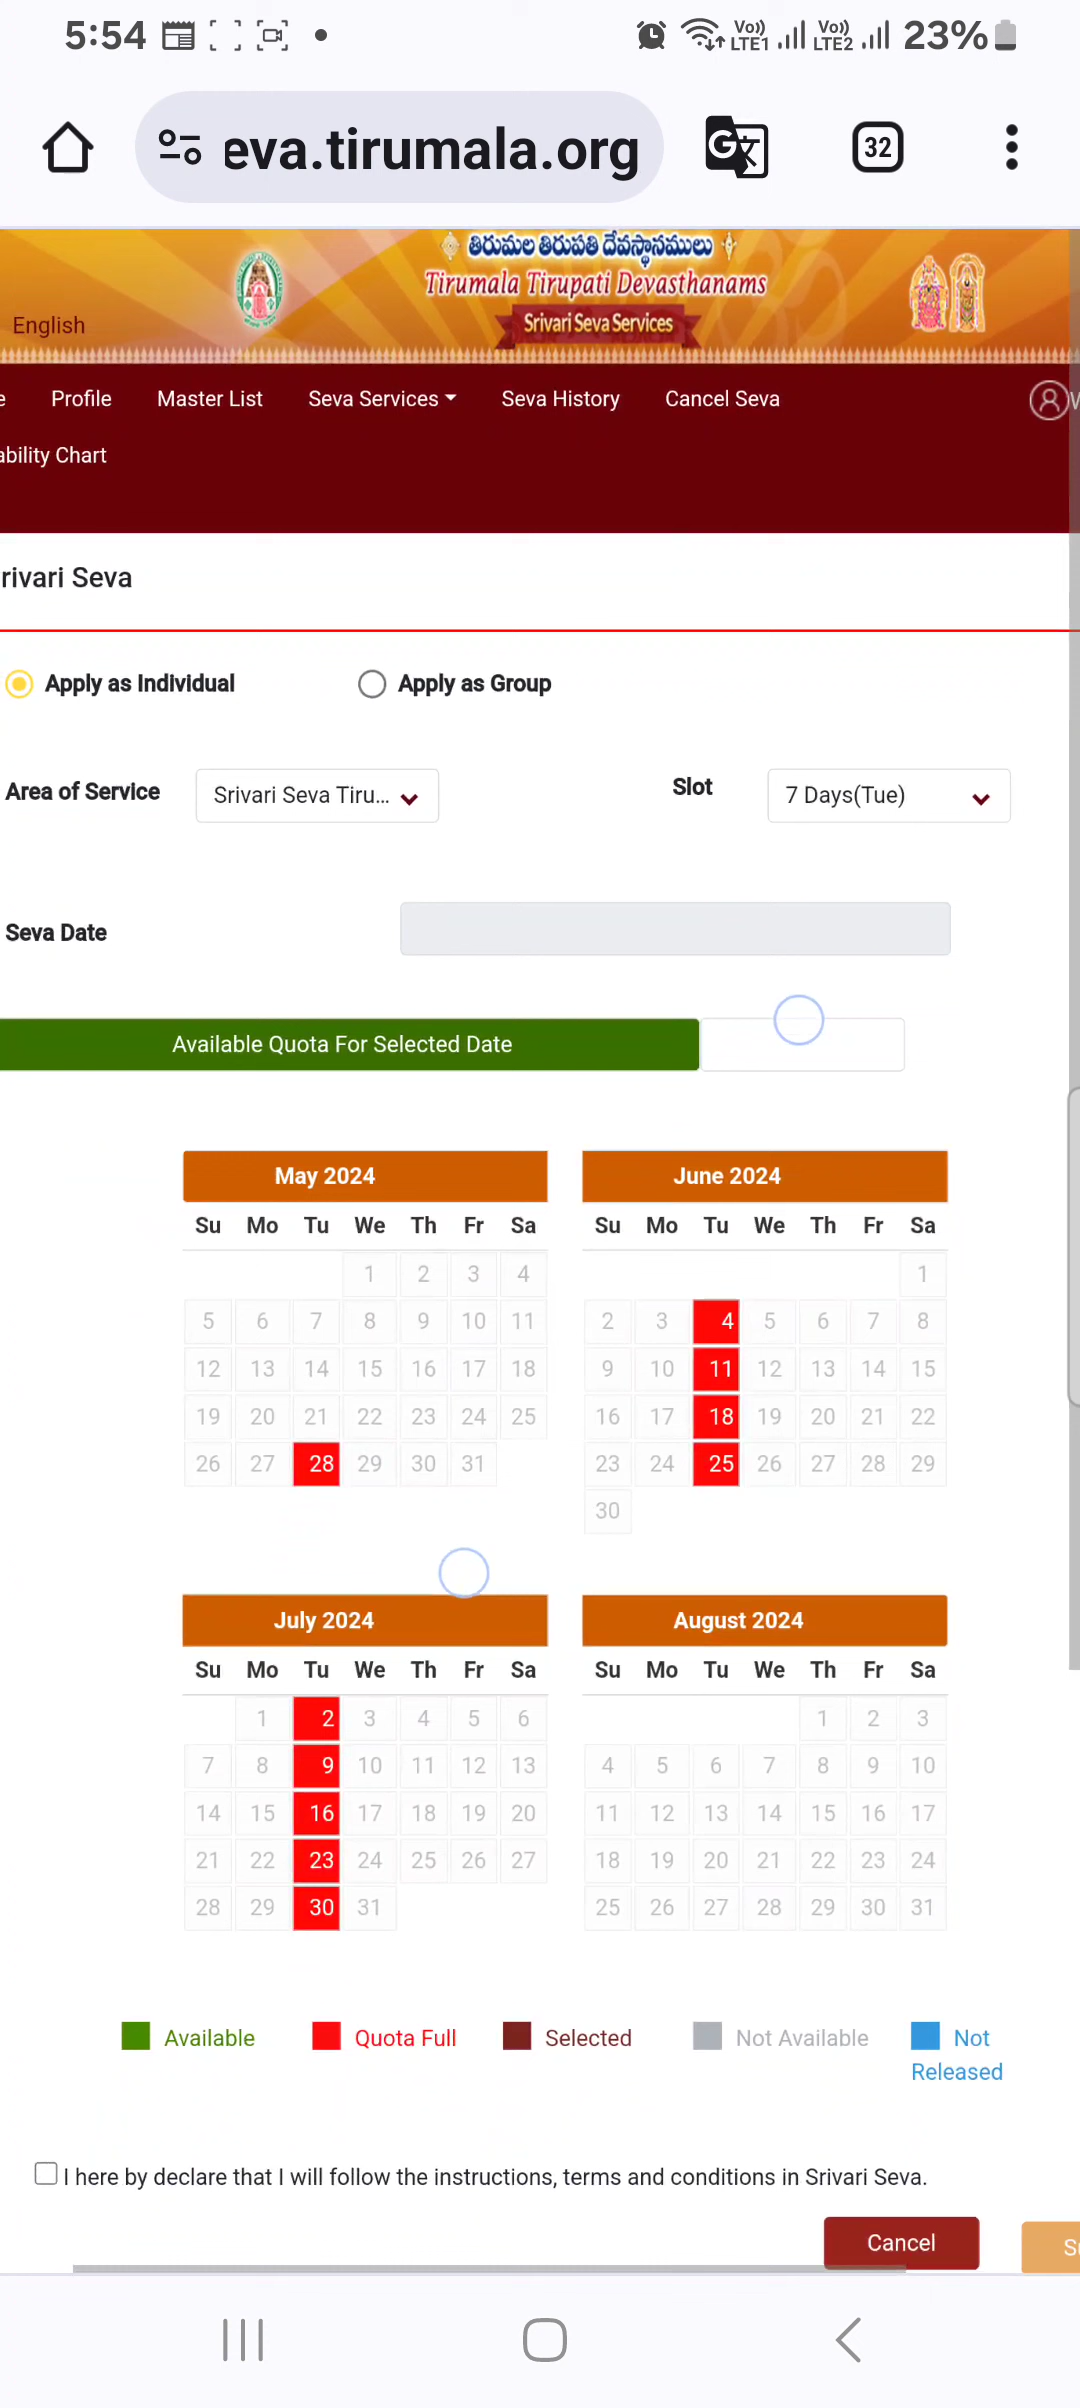 5:54 Vo)) LTE1 Vo)) LTE2 23%
eva.tirumala.org 32
తిరుమల తిరుపతి దేవస్థానములు
Tirumala Tirupati Devasthanams
Srivari Seva Services
English
e Profile Master List Seva Services Seva History Cancel Seva
ability Chart
rivari Seva
Apply as Individual Apply as Group
Area of Service Srivari Seva Tiru... Slot 7 Days(Tue)
Seva Date
Available Quota For Selected Date
May 2024
Su Mo Tu We Th Fr Sa
1 2 3 4
5 6 7 8 9 10 11
12 13 14 15 16 17 18
19 20 21 22 23 24 25
26 27 28 29 30 31
June 2024
Su Mo Tu We Th Fr Sa
1
2 3 4 5 6 7 8
9 10 11 12 13 14 15
16 17 18 19 20 21 22
23 24 25 26 27 28 29
30
July 2024
Su Mo Tu We Th Fr Sa
1 2 3 4 5 6
7 8 9 10 11 12 13
14 15 16 17 18 19 20
21 22 23 24 25 26 27
28 29 30 31
August 2024
Su Mo Tu We Th Fr Sa
1 2 3
4 5 6 7 8 9 10
11 12 13 14 15 16 17
18 19 20 21 22 23 24
25 26 27 28 29 30 31
Available Quota Full Selected Not Available Not
Released
I here by declare that I will follow the instructions, terms and conditions in Srivari Seva.
Cancel